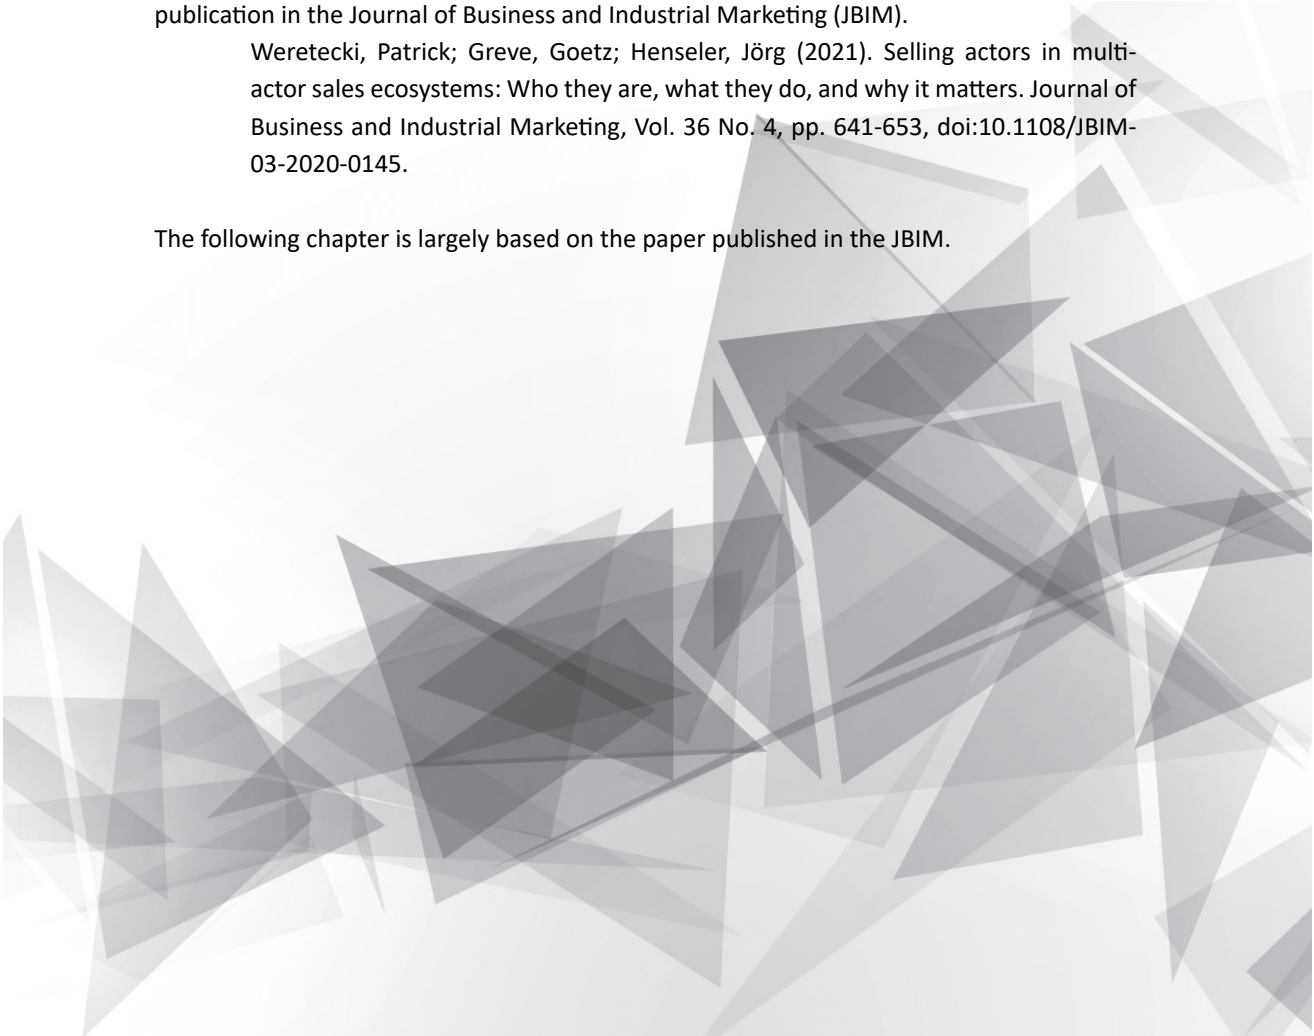 publication in the Journal of Business and Industrial Marketing (JBIM).
Weretecki, Patrick; Greve, Goetz; Henseler, Jörg (2021). Selling actors in multi-
actor sales ecosystems: Who they are, what they do, and why it matters. Journal of
Business and Industrial Marketing, Vol. 36 No. 4, pp. 641-653, doi:10.1108/JBIM-
03-2020-0145.
The following chapter is largely based on the paper published in the JBIM.